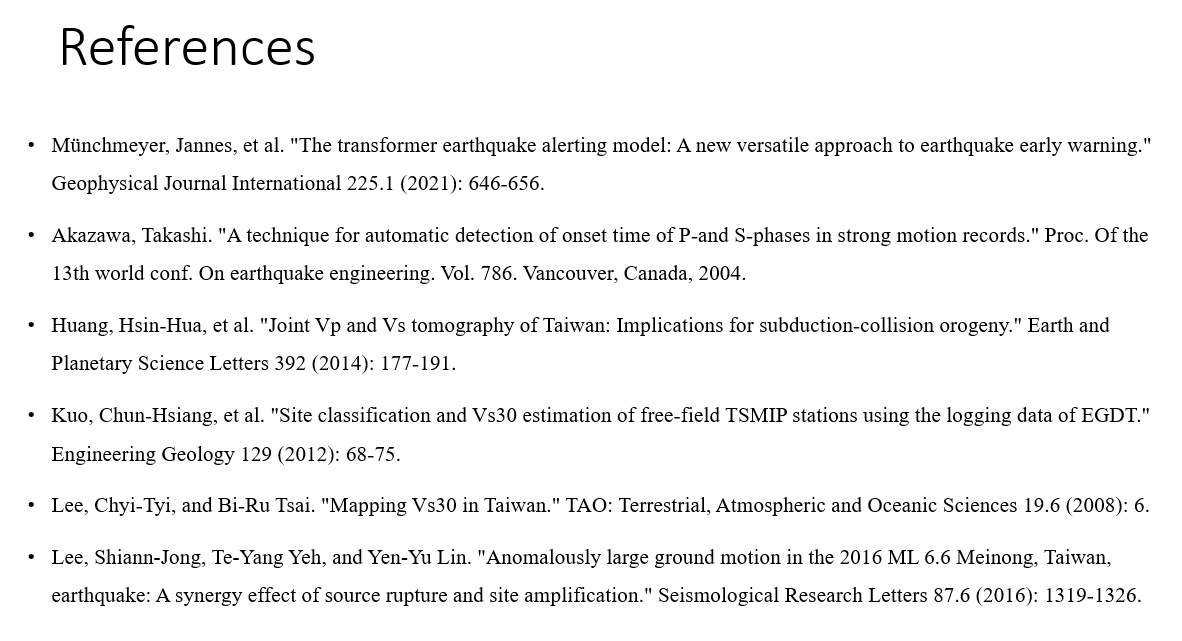 References
• Münchmeyer, Jannes, et al. "The transformer earthquake alerting model: A new versatile approach to earthquake early warning."
Geophysical Journal International 225.1 (2021): 646-656.
• Akazawa, Takashi. "A technique for automatic detection of onset time of P-and S-phases in strong motion records." Proc. Of the
13th world conf. On earthquake engineering. Vol. 786. Vancouver, Canada, 2004.
• Huang, Hsin-Hua, et al. "Joint Vp and Vs tomography of Taiwan: Implications for subduction-collision orogeny." Earth and
Planetary Science Letters 392 (2014): 177-191.
• Kuo, Chun-Hsiang, et al. "Site classification and Vs30 estimation of free-field TSMIP stations using the logging data of EGDT."
Engineering Geology 129 (2012): 68-75.
• Lee, Chyi-Tyi, and Bi-Ru Tsai. "Mapping Vs30 in Taiwan." TAO: Terrestrial, Atmospheric and Oceanic Sciences 19.6 (2008): 6.
• Lee, Shiann-Jong, Te-Yang Yeh, and Yen-Yu Lin. "Anomalously large ground motion in the 2016 ML 6.6 Meinong, Taiwan,
earthquake: A synergy effect of source rupture and site amplification." Seismological Research Letters 87.6 (2016): 1319-1326.